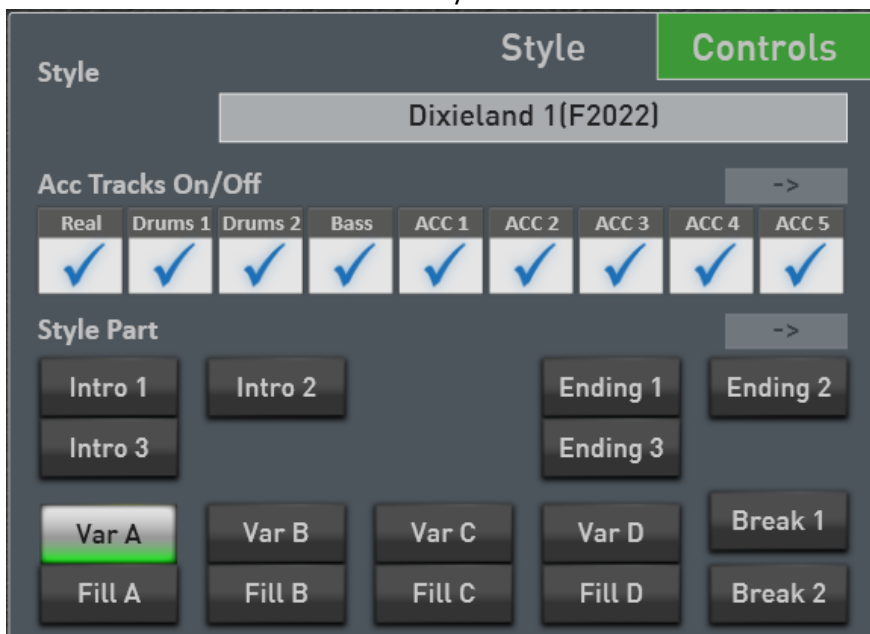 Style Controls
Style
Dixieland 1(F2022)
Acc Tracks On/Off ->
Real Drums 1 Drums 2 Bass ACC 1 ACC 2 ACC 3 ACC 4 ACC 5
Style Part ->
Intro 1 Intro 2 Ending 1 Ending 2
Intro 3 Ending 3
Var A Var B Var C Var D Break 1
Fill A Fill B Fill C Fill D Break 2